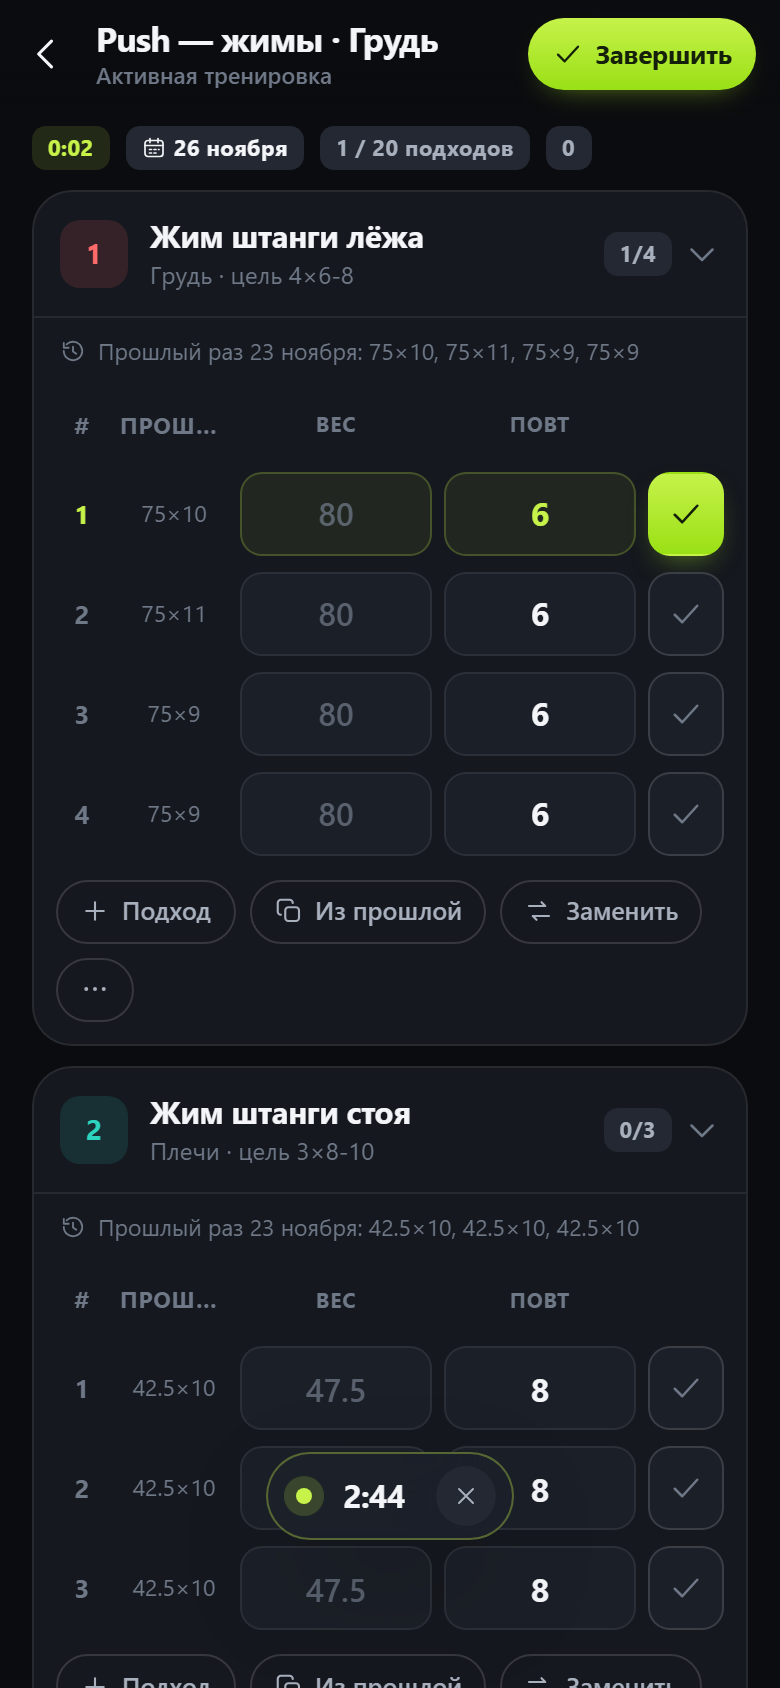 Push — жимы · Грудь
Активная тренировка
Завершить
0:02
26 ноября
1 / 20 подходов
0
1
Жим штанги лёжа
Грудь · цель 4×6-8
1/4
Прошлый раз 23 ноября: 75×10, 75×11, 75×9, 75×9
# ПРОШ... ВЕС ПОВТ
1 75×10 80 6
2 75×11 80 6
3 75×9 80 6
4 75×9 80 6
Подход
Из прошлой
Заменить
...
2
Жим штанги стоя
Плечи · цель 3×8-10
0/3
Прошлый раз 23 ноября: 42.5×10, 42.5×10, 42.5×10
# ПРОШ... ВЕС ПОВТ
1 42.5×10 47.5 8
2 42.5×10 8
2:44
3 42.5×10 47.5 8
Подход
Из прошлой
Заменить